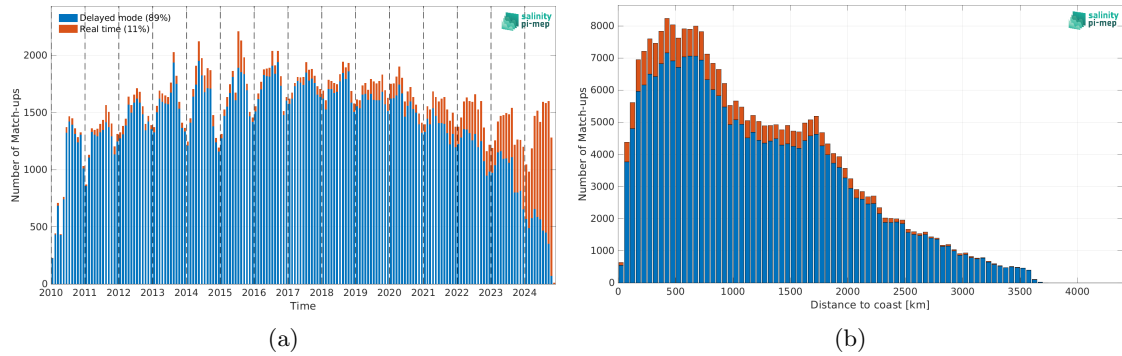 Delayed mode (89%)
Real time (11%)
salinity
pi-mep
2000
1500
1000
500
0
Number of Match-ups
2010 2011 2012 2013 2014 2015 2016 2017 2018 2019 2020 2021 2022 2023 2024
Time
(a)
salinity
pi-mep
8000
7000
6000
5000
4000
3000
2000
1000
0
Number of Match-ups
0 500 1000 1500 2000 2500 3000 3500 4000
Distance to coast [km]
(b)